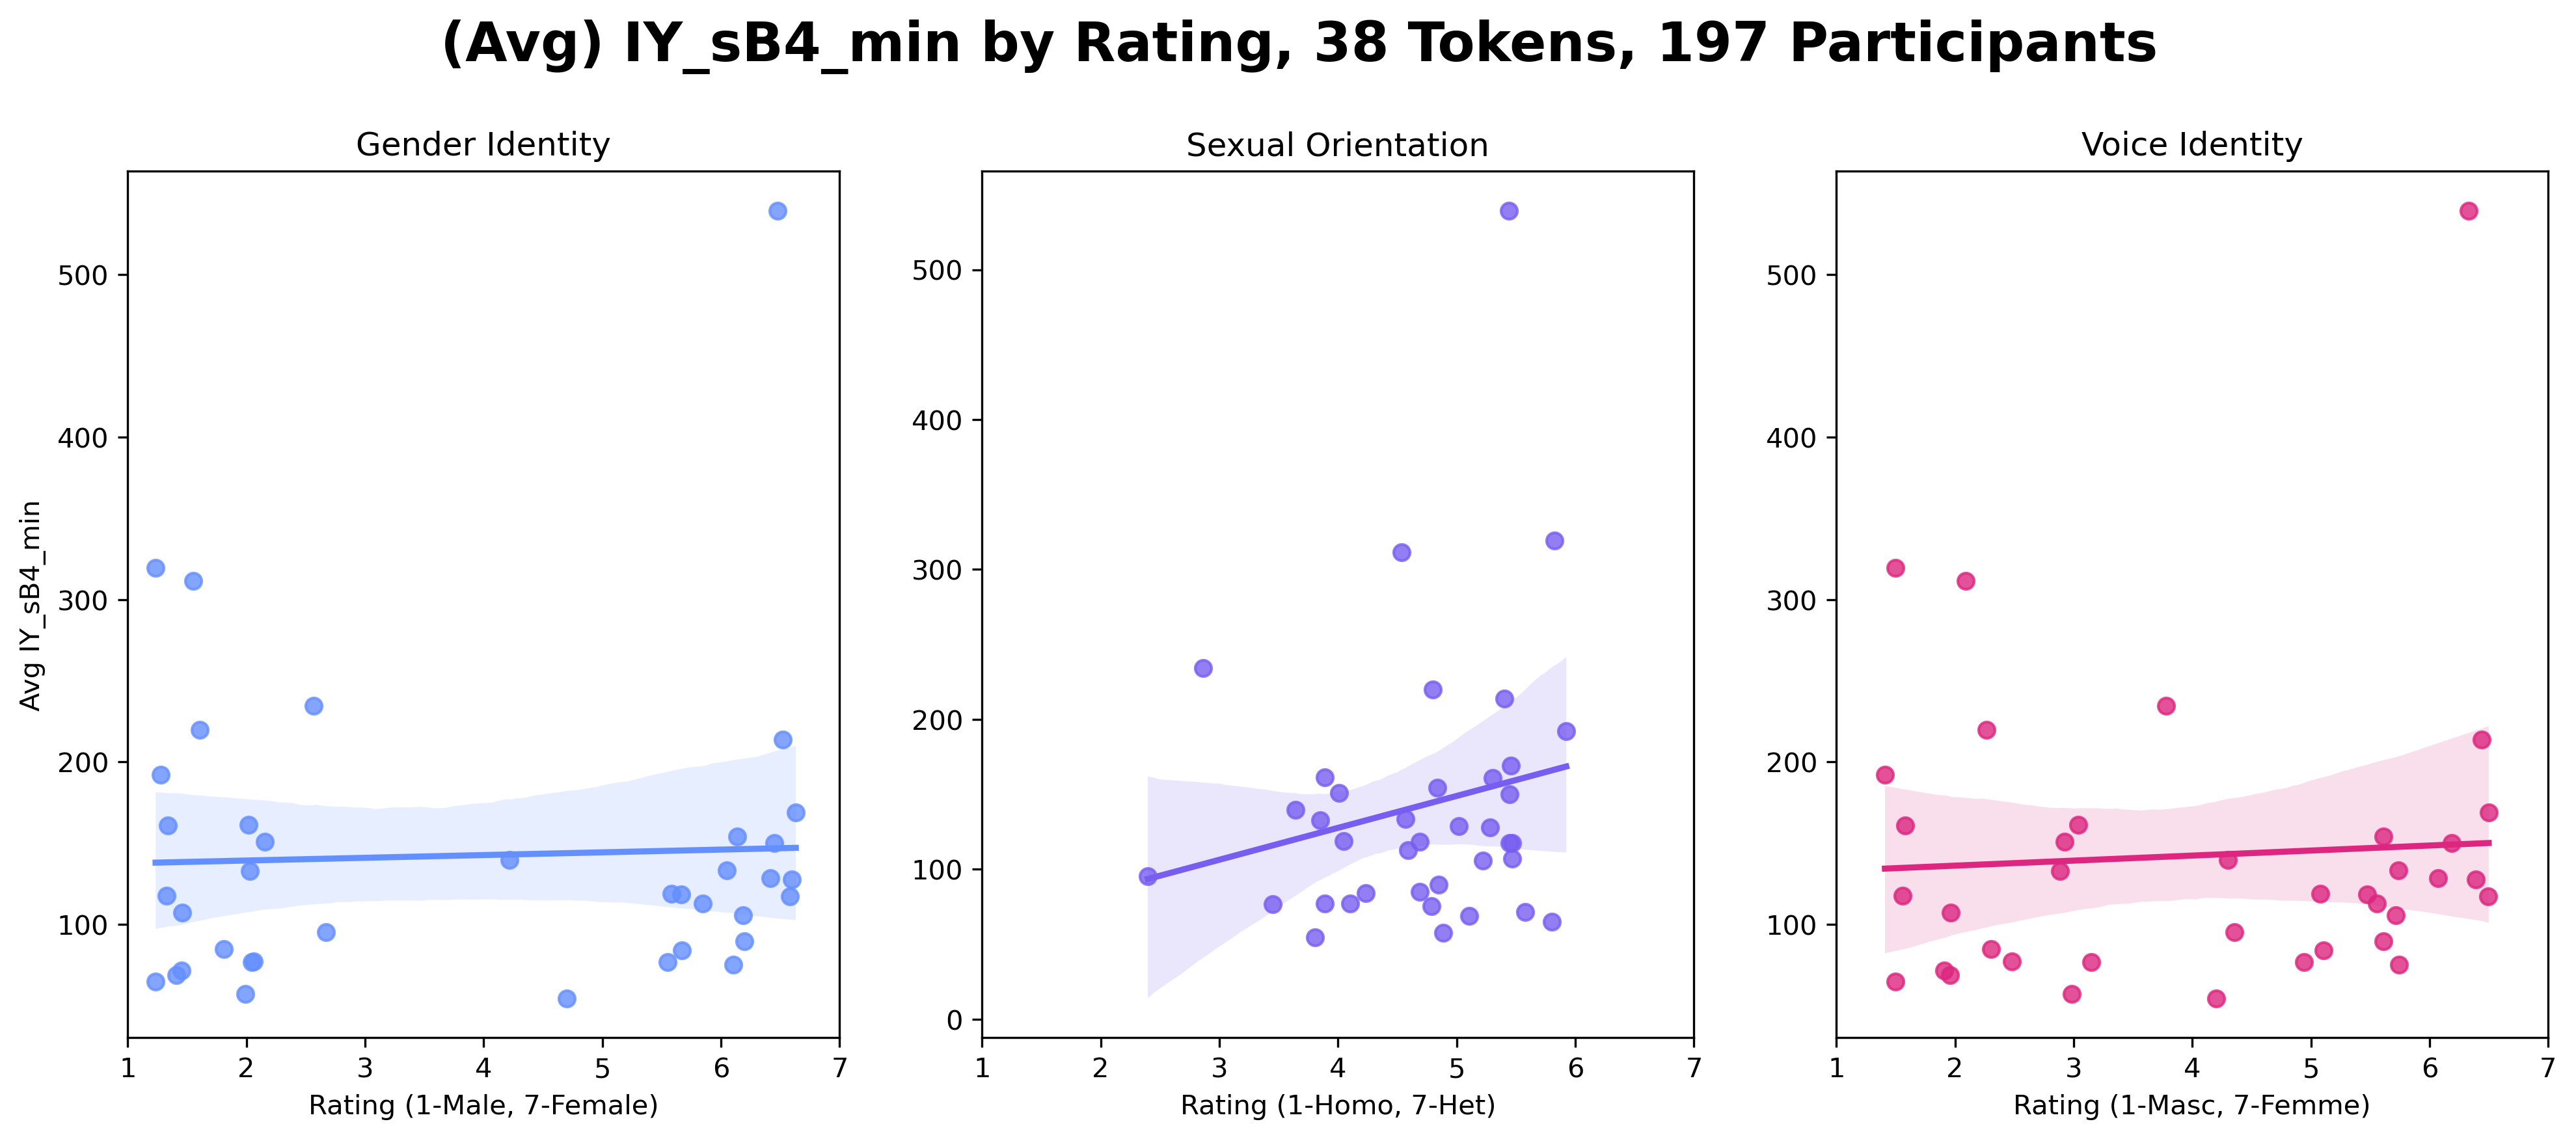 (Avg) IY_sB4_min by Rating, 38 Tokens, 197 Participants
Gender Identity
Sexual Orientation
Voice Identity
Avg IY_sB4_min
500
400
300
200
100
1 2 3 4 5 6 7
Rating (1-Male, 7-Female)
500
400
300
200
100
0
1 2 3 4 5 6 7
Rating (1-Homo, 7-Het)
500
400
300
200
100
1 2 3 4 5 6 7
Rating (1-Masc, 7-Femme)